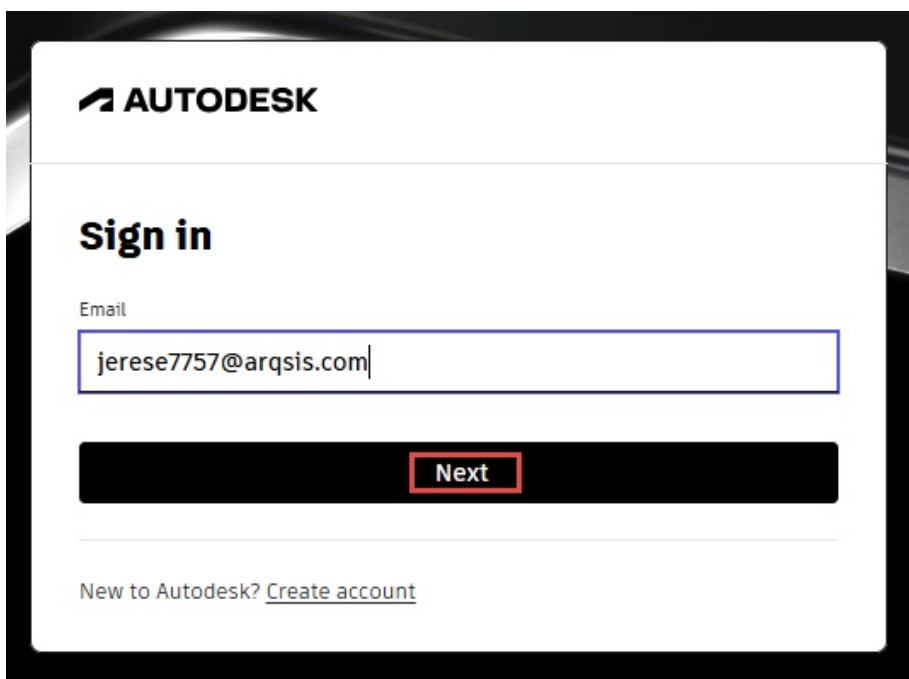 AUTODESK
Sign in
Email
jerese7757@arqsis.com
Next
New to Autodesk? Create account